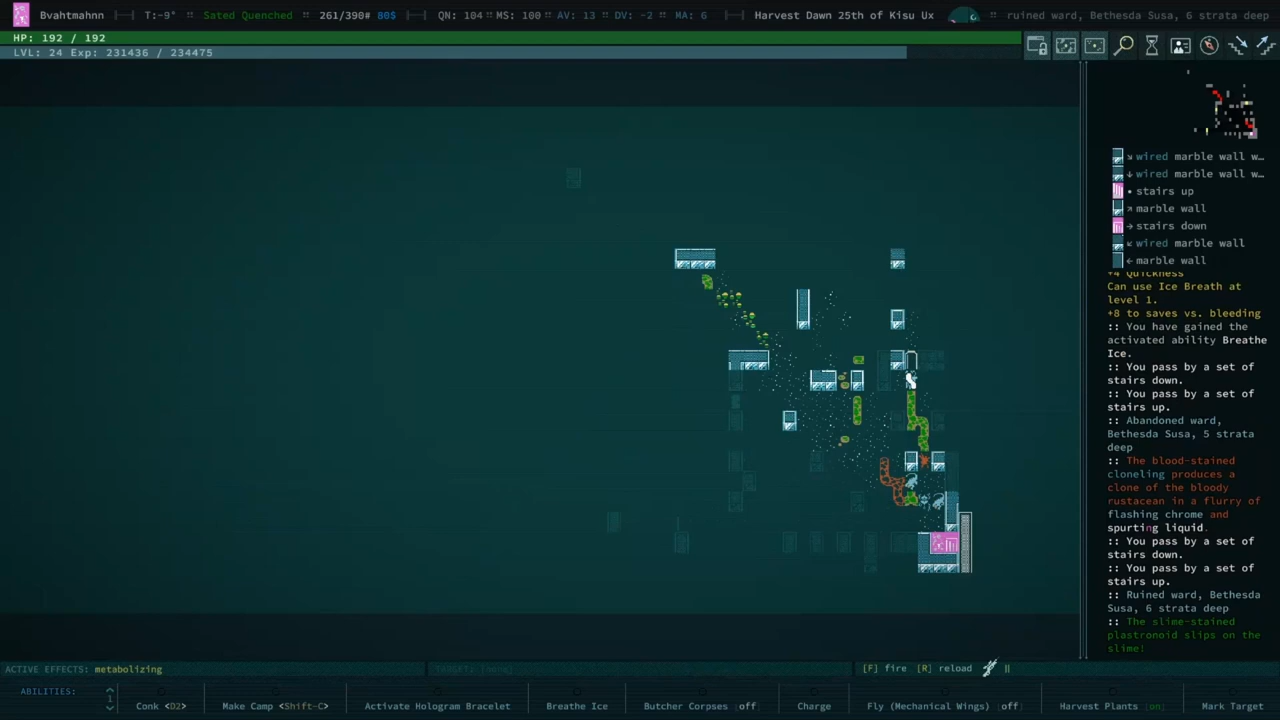 Bvahtmahnn T:-9° Sated Quenched 261/390# 80$ QN: 104 MS: 100 AV: 13 DV: -2 MA: 6 Harvest Dawn 25th of Kisu Ux ruined ward, Bethesda Susa, 6 strata deep
HP: 192 / 192
LVL: 24 Exp: 231436 / 234475
wired marble wall w…
wired marble wall w…
stairs up
marble wall
stairs down
wired marble wall
marble wall
+4 Quickness
Can use Ice Breath at
level 1.
+8 to saves vs. bleeding
:: You have gained the
activated ability Breathe
Ice.
:: You pass by a set of
stairs down.
:: You pass by a set of
stairs up.
:: Abandoned ward,
Bethesda Susa, 5 strata
deep
:: The blood-stained
cloneling produces a
clone of the bloody
rustacean in a flurry of
flashing chrome and
spurting liquid.
:: You pass by a set of
stairs down.
:: You pass by a set of
stairs up.
:: Ruined ward, Bethesda
Susa, 6 strata deep
:: The slime-stained
plastronoid slips on the
slime!
ACTIVE EFFECTS: metabolizing TARGET: [none] [F] fire [R] reload
ABILITIES: 1 Conk <D2> Make Camp <Shift-C> Activate Hologram Bracelet Breathe Ice Butcher Corpses [off] Charge Fly (Mechanical Wings) [off] Harvest Plants [on] Mark Target